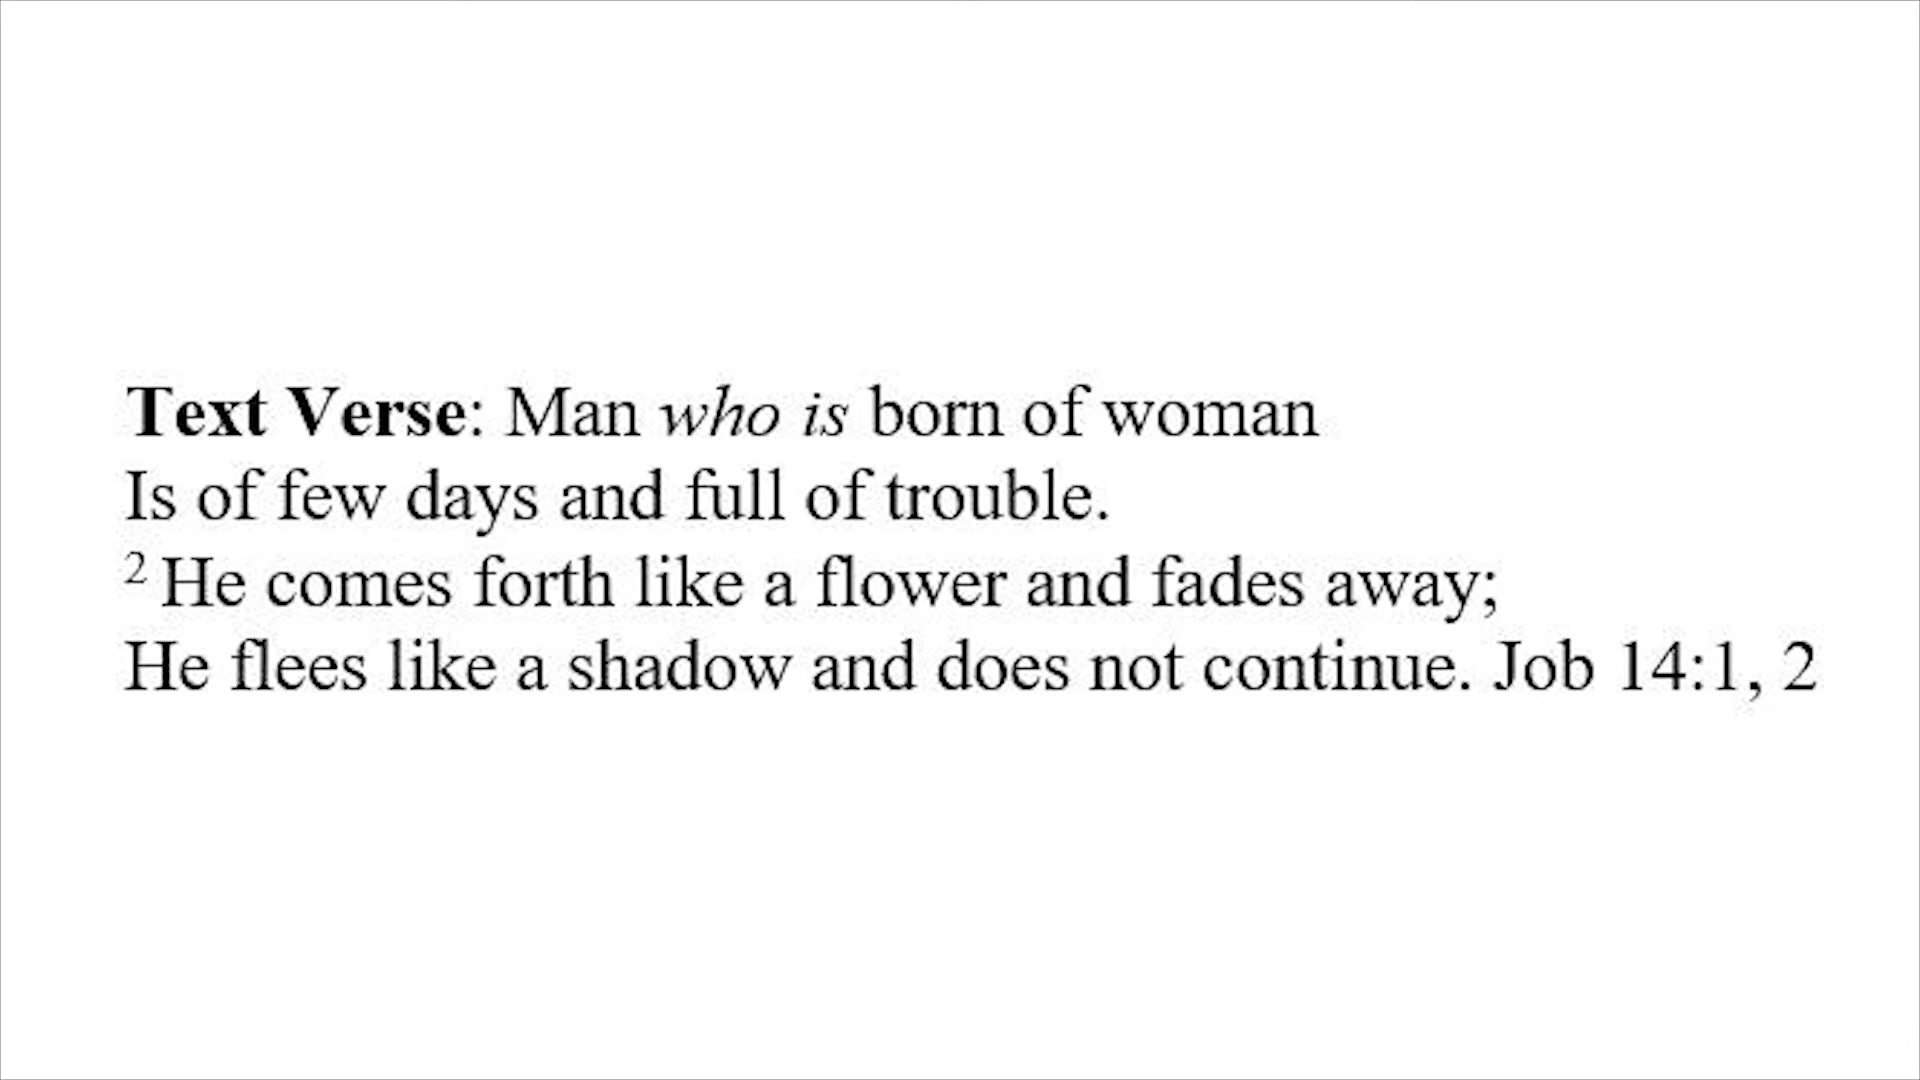 Text Verse: Man who is born of woman
Is of few days and full of trouble.
2 He comes forth like a flower and fades away;
He flees like a shadow and does not continue. Job 14:1, 2